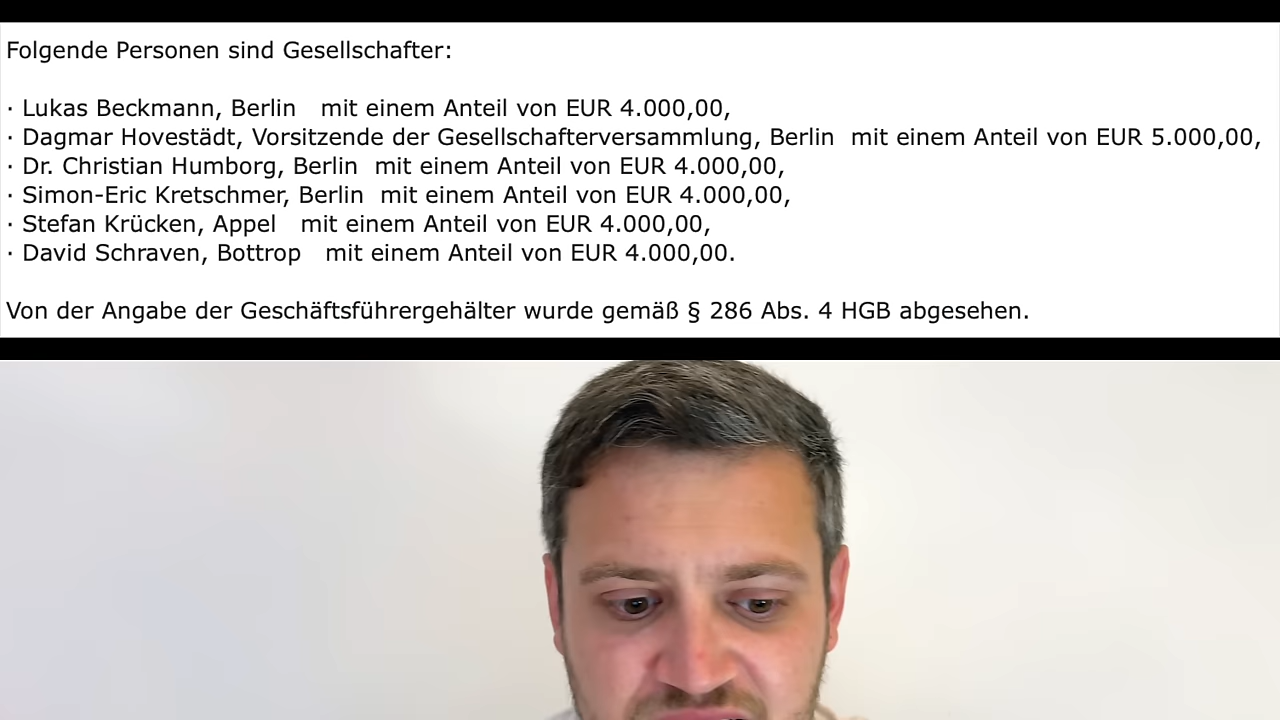 Folgende Personen sind Gesellschafter:
· Lukas Beckmann, Berlin mit einem Anteil von EUR 4.000,00,
· Dagmar Hovestädt, Vorsitzende der Gesellschafterversammlung, Berlin mit einem Anteil von EUR 5.000,00,
· Dr. Christian Humborg, Berlin mit einem Anteil von EUR 4.000,00,
· Simon-Eric Kretschmer, Berlin mit einem Anteil von EUR 4.000,00,
· Stefan Krücken, Appel mit einem Anteil von EUR 4.000,00,
· David Schraven, Bottrop mit einem Anteil von EUR 4.000,00.
Von der Angabe der Geschäftsführergehälter wurde gemäß § 286 Abs. 4 HGB abgesehen.